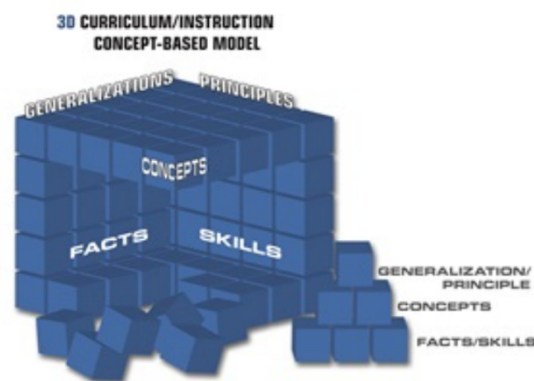 3D CURRICULUM/INSTRUCTION
CONCEPT-BASED MODEL
GENERALIZATIONS
PRINCIPLES
CONCEPTS
FACTS
SKILLS
GENERALIZATION/
PRINCIPLE
CONCEPTS
FACTS/SKILLS